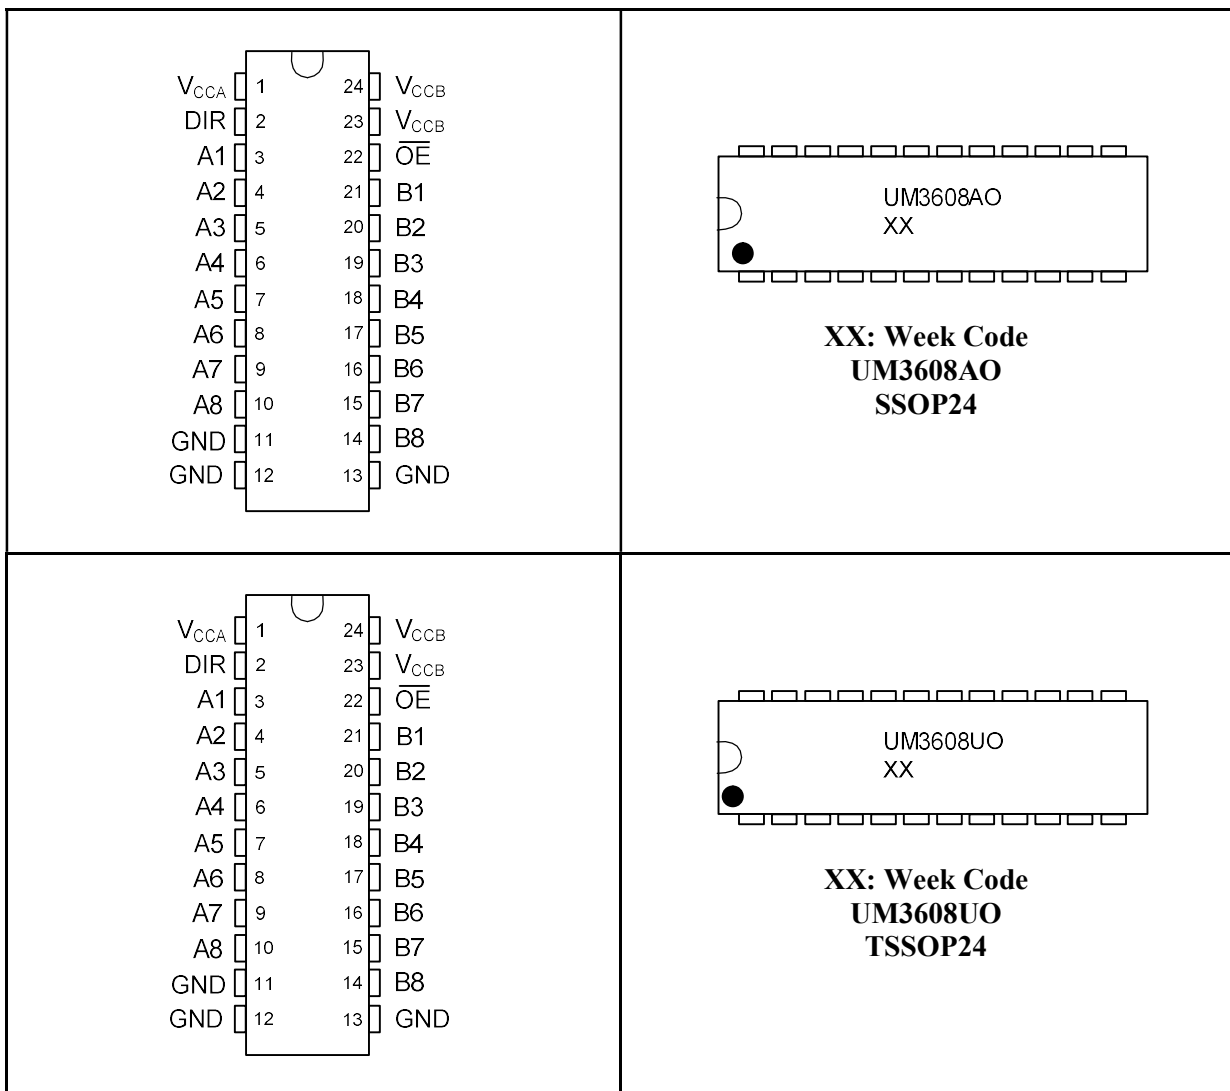 VCCA 1 24 VCCB
DIR 2 23 VCCB
A1 3 22 O̅E̅
A2 4 21 B1
A3 5 20 B2
A4 6 19 B3
A5 7 18 B4
A6 8 17 B5
A7 9 16 B6
A8 10 15 B7
GND 11 14 B8
GND 12 13 GND
UM3608AO
XX
XX: Week Code
UM3608AO
SSOP24
VCCA 1 24 VCCB
DIR 2 23 VCCB
A1 3 22 O̅E̅
A2 4 21 B1
A3 5 20 B2
A4 6 19 B3
A5 7 18 B4
A6 8 17 B5
A7 9 16 B6
A8 10 15 B7
GND 11 14 B8
GND 12 13 GND
UM3608UO
XX
XX: Week Code
UM3608UO
TSSOP24